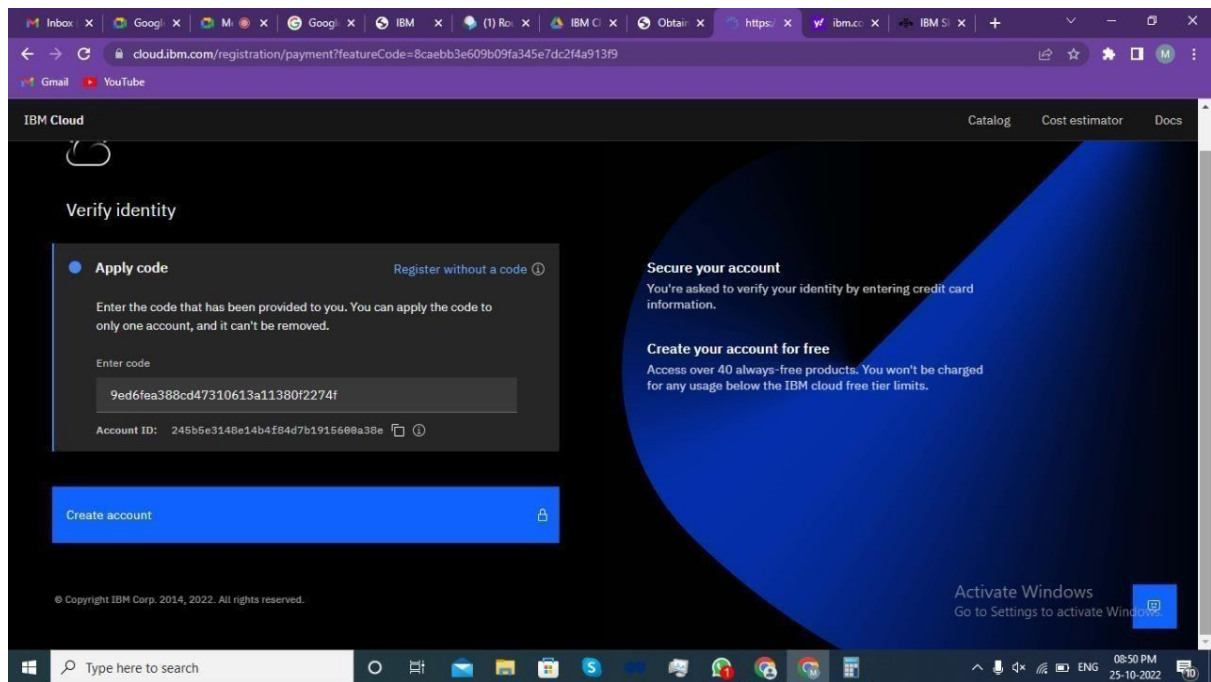 Inbox
Googl
M
Googl
IBM
(1) Ro
IBM Cl
Obtain
https:/
ibm.co
IBM S
cloud.ibm.com/registration/payment?featureCode=8caebb3e609b09fa345e7dc2f4a913f9
M
Gmail YouTube
IBM Cloud Catalog Cost estimator Docs
Verify identity
Apply code Register without a code
Enter the code that has been provided to you. You can apply the code to
only one account, and it can't be removed.
Enter code
9ed6fea388cd47310613a11380f2274f
Account ID: 245b5e3148e14b4f84d7b1915600a38e
Create account
Secure your account
You're asked to verify your identity by entering credit card
information.
Create your account for free
Access over 40 always-free products. You won't be charged
for any usage below the IBM cloud free tier limits.
© Copyright IBM Corp. 2014, 2022. All rights reserved.
Activate Windows
Go to Settings to activate Windows.
Type here to search
ENG
08:50 PM
25-10-2022